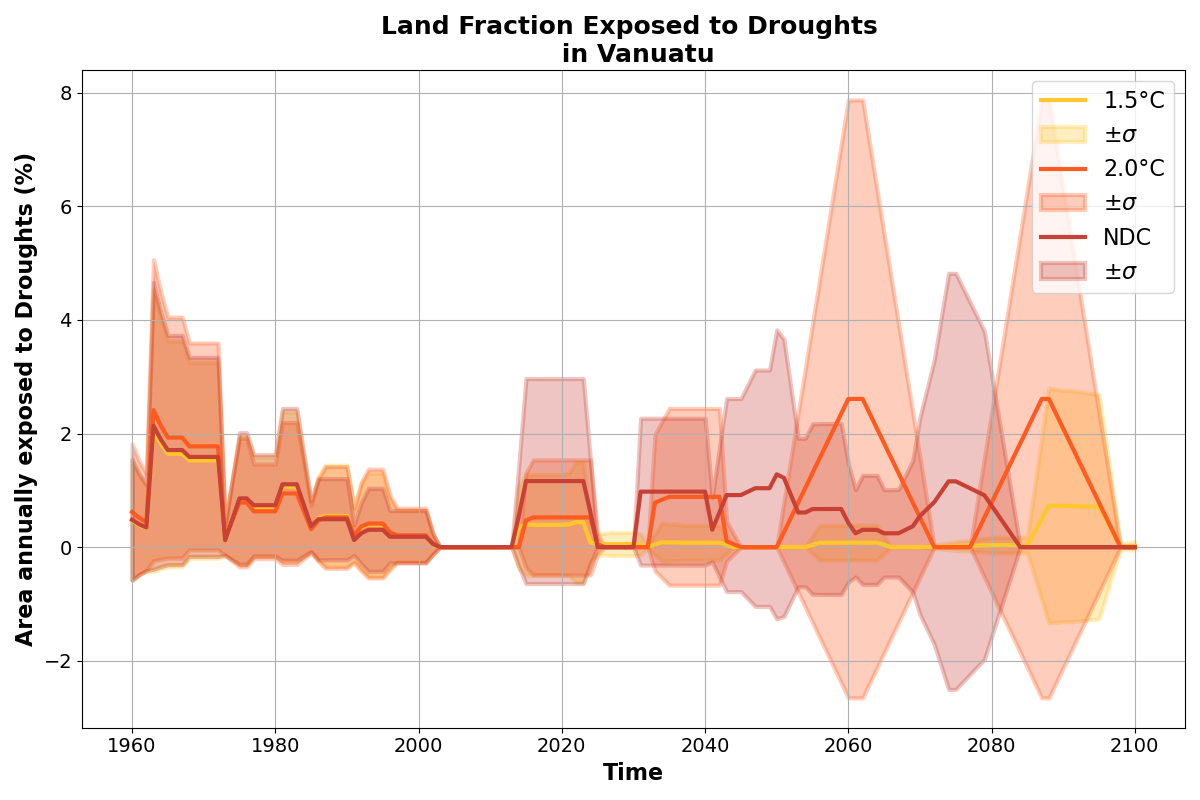 Land Fraction Exposed to Droughts
in Vanuatu
Area annually exposed to Droughts (%)
8
6
4
2
0
−2
1960
1980
2000
2020
2040
2060
2080
2100
Time
1.5°C
±σ
2.0°C
±σ
NDC
±σ